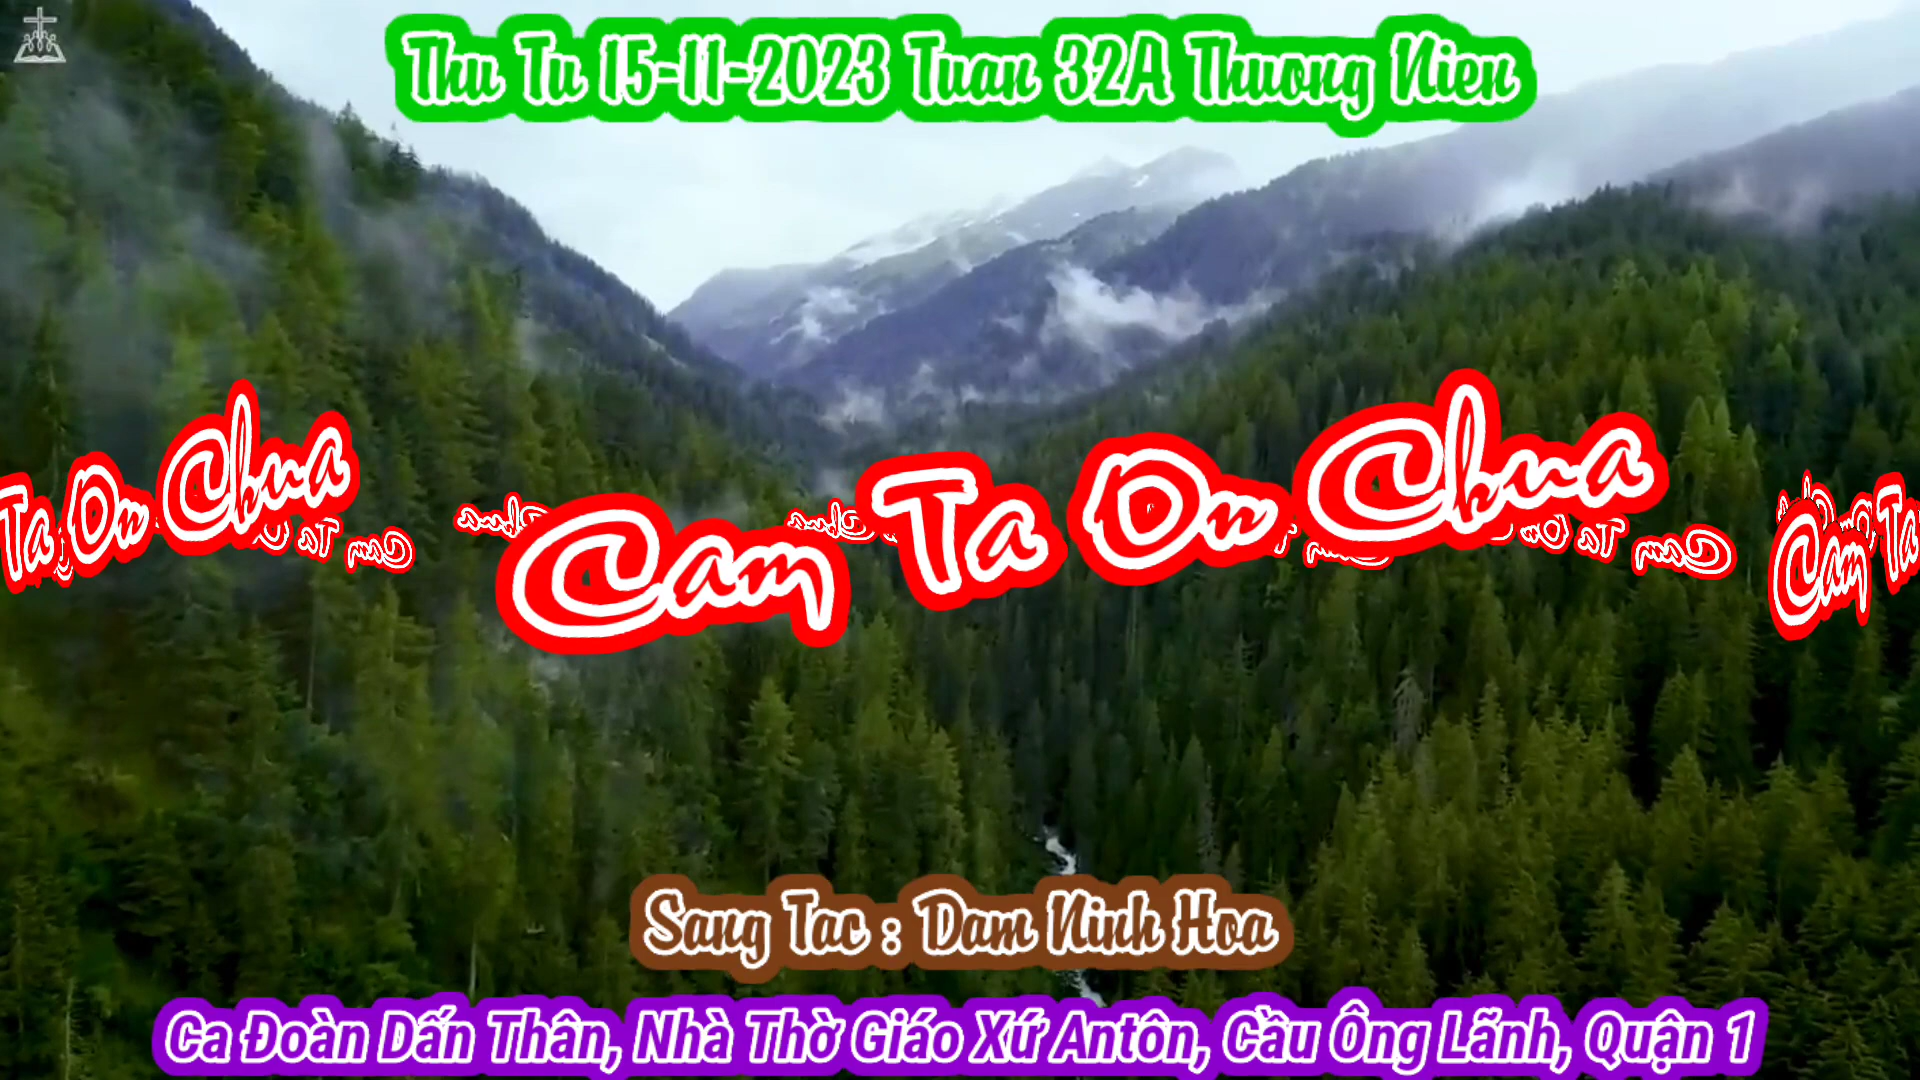 Thu Tu 15-11-2023 Tuan 32A Thuong Nien
Ta On Chua
Cam Ta On Chua
Cam Ta
Sang Tac : Dam Ninh Hoa
Ca Đoàn Dấn Thân, Nhà Thờ Giáo Xứ Antôn, Cầu Ông Lãnh, Quận 1